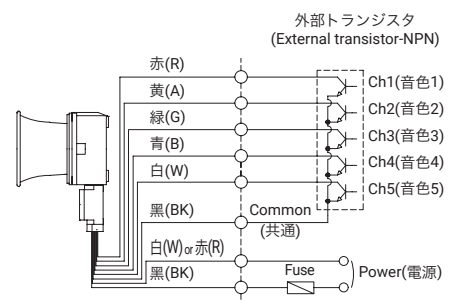 外部トランジスタ
(External transistor-NPN)
赤(R)
Ch1(音色1)
黄(A)
Ch2(音色2)
緑(G)
Ch3(音色3)
青(B)
Ch4(音色4)
白(W)
Ch5(音色5)
黑(BK)
Common
(共通)
白(W)or赤(R)
黑(BK)
Fuse
Power(電源)